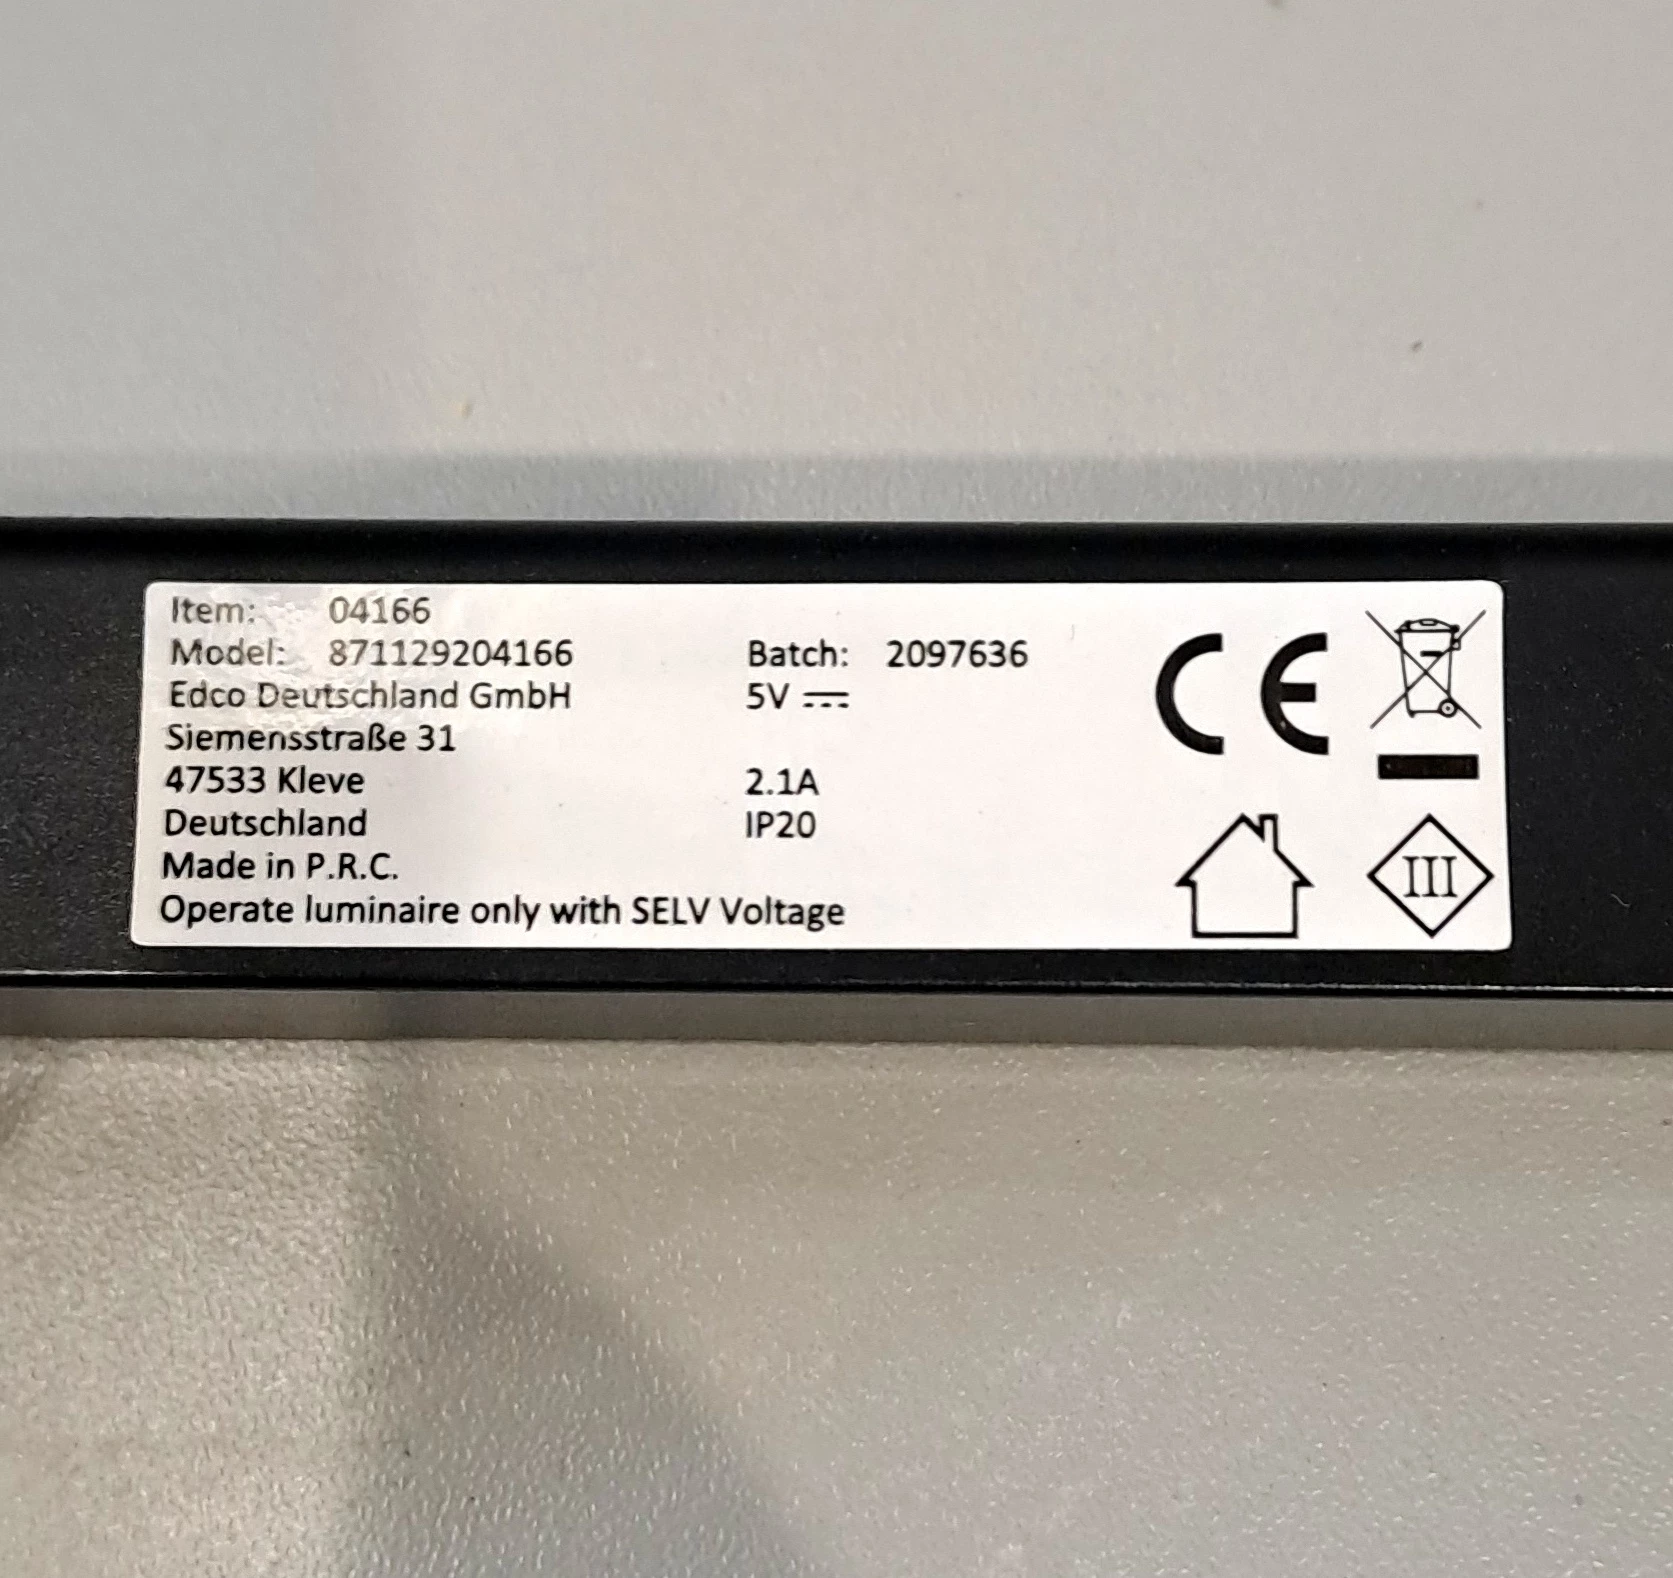 Item: 04166
Model: 871129204166 Batch: 2097636
Edco Deutschland GmbH 5V ⎓
Siemensstraße 31
47533 Kleve 2.1A
Deutschland IP20
Made in P.R.C.
Operate luminaire only with SELV Voltage
CE
III